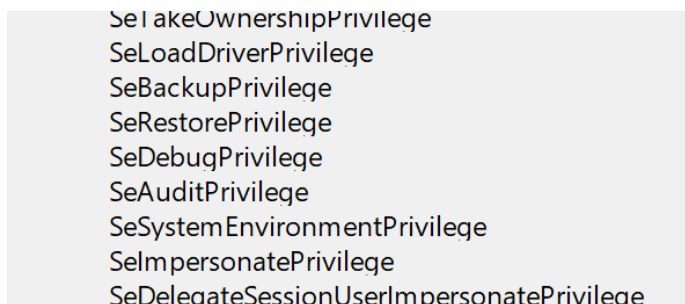 SeTakeOwnershipPrivilege
SeLoadDriverPrivilege
SeBackupPrivilege
SeRestorePrivilege
SeDebugPrivilege
SeAuditPrivilege
SeSystemEnvironmentPrivilege
SeImpersonatePrivilege
SeDelegateSessionUserImpersonatePrivilege